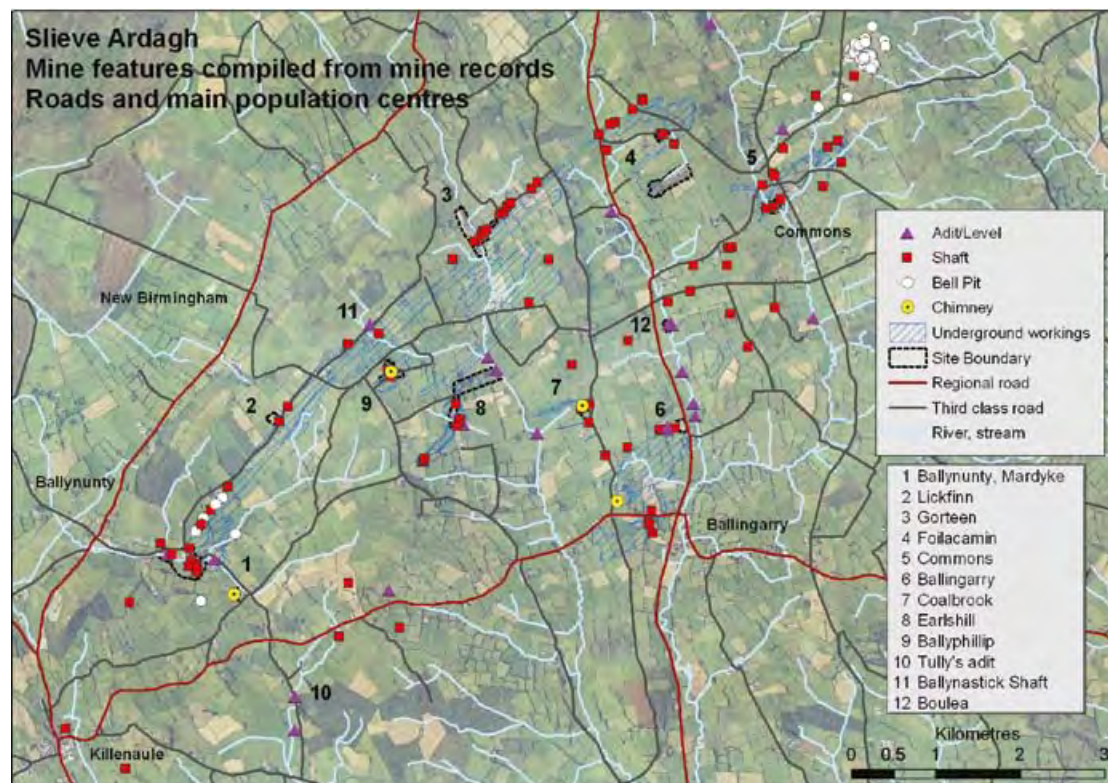 Slieve Ardagh
Mine features compiled from mine records
Roads and main population centres
4
5
3
Commons
New Birmingham
11
12
9
7
2
8
6
Ballynunty
Ballingarry
1
10
Killenaule
Adit/Level
Shaft
Bell Pit
Chimney
Underground workings
Site Boundary
Regional road
Third class road
River, stream
1 Ballynunty, Mardyke
2 Lickfinn
3 Gorteen
4 Foilacamin
5 Commons
6 Ballingarry
7 Coalbrook
8 Earlshill
9 Ballyphillip
10 Tully's adit
11 Ballynastick Shaft
12 Boulea
Kilometres
0 0.5 1 2 3